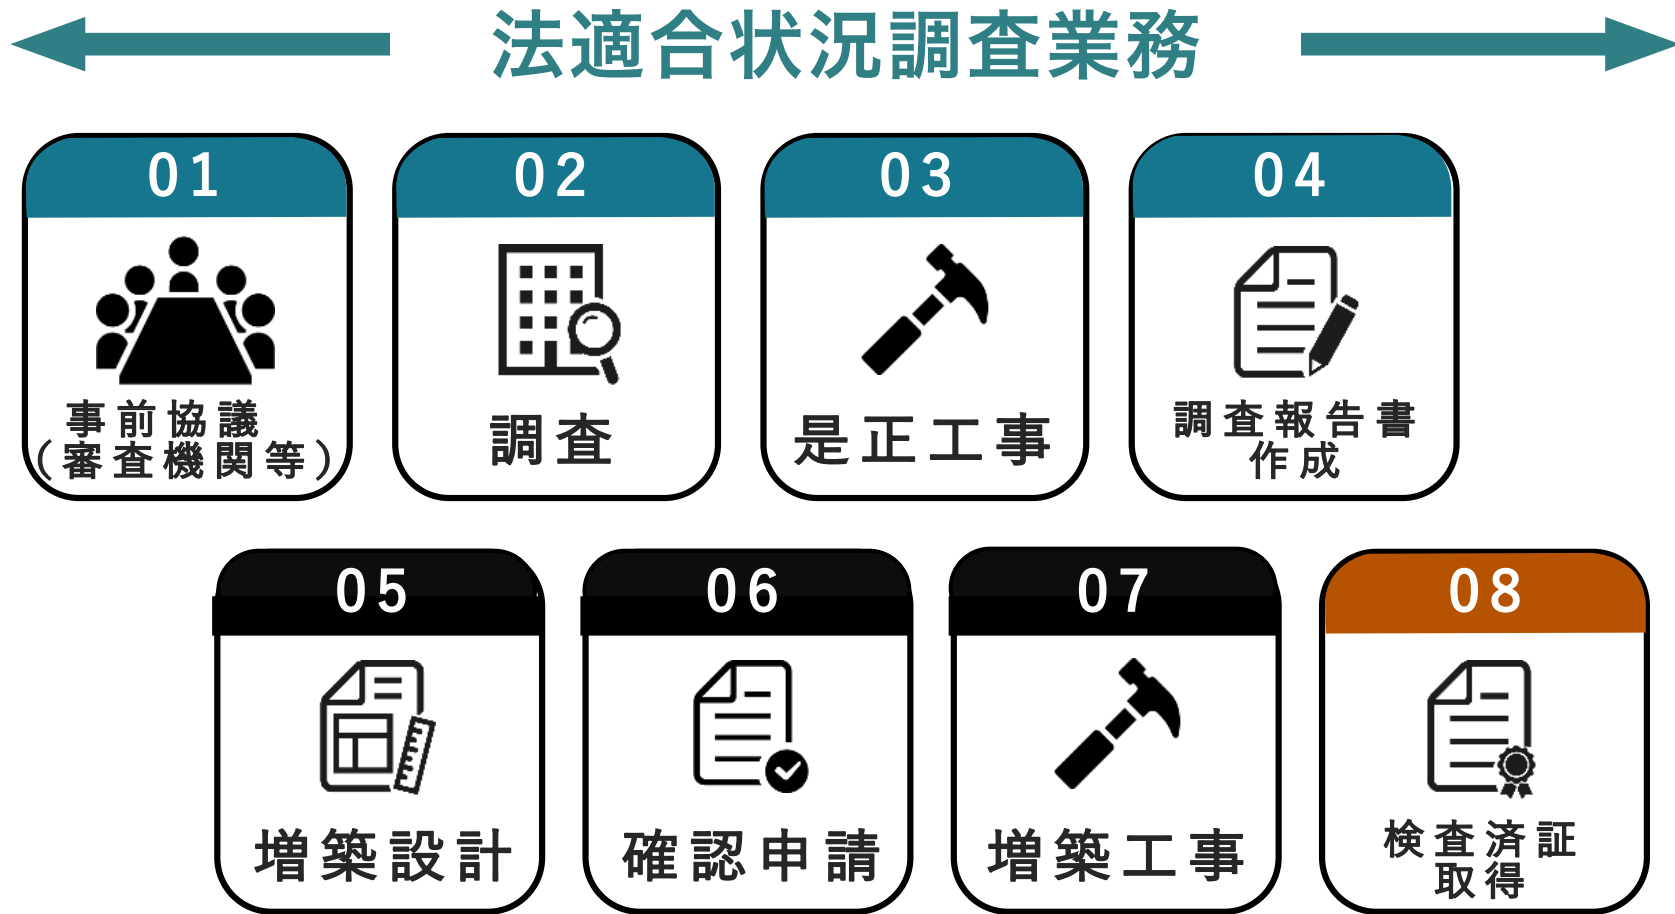 法適合状況調査業務
01
事前協議
（審査機関等）
02
調査
03
是正工事
04
調査報告書
作成
05
増築設計
06
確認申請
07
増築工事
08
検査済証
取得